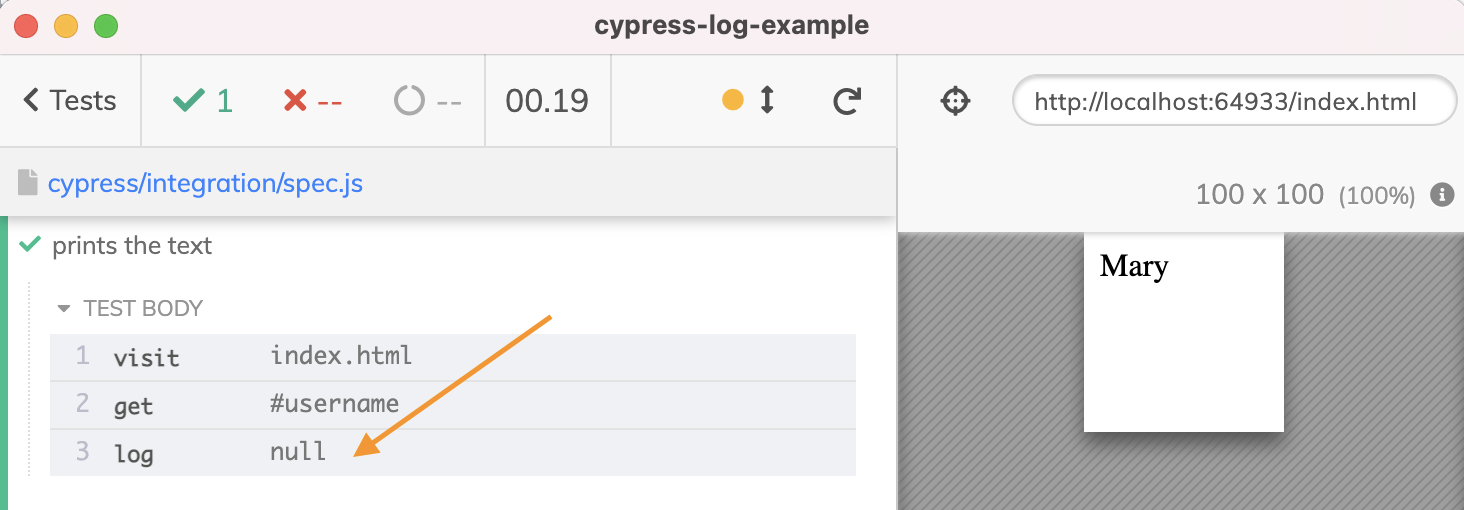 cypress-log-example
Tests 1 -- -- 00.19 http://localhost:64933/index.html
cypress/integration/spec.js
100 x 100 (100%)
prints the text
Mary
TEST BODY
1 visit index.html
2 get #username
3 log null